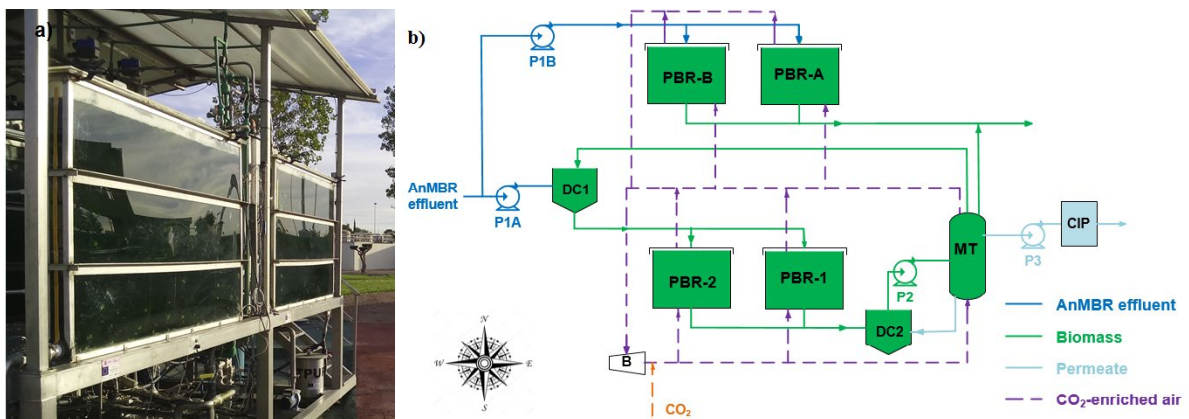 a)
TPU
b)
P1B
PBR-B
PBR-A
AnMBR
effluent
P1A
DC1
PBR-2
PBR-1
P2
DC2
MT
P3
CIP
N
W
E
S
B
CO₂
AnMBR effluent
Biomass
Permeate
CO₂-enriched air